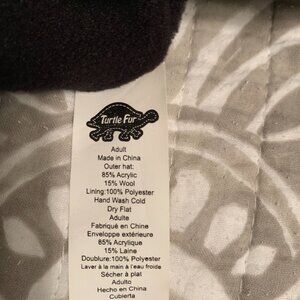 Turtle Fur
Adult
Made in China
Outer hat:
85% Acrylic
15% Wool
Lining:100% Polyester
Hand Wash Cold
Dry Flat
Adulte
Fabriqué en Chine
Enveloppe extérieure
85% Acrylique
15% Laine
Doublure:100% Polyester
Laver à la main à l'eau froide
Sécher à plat
Adulto
Hecho en China
Cubierta